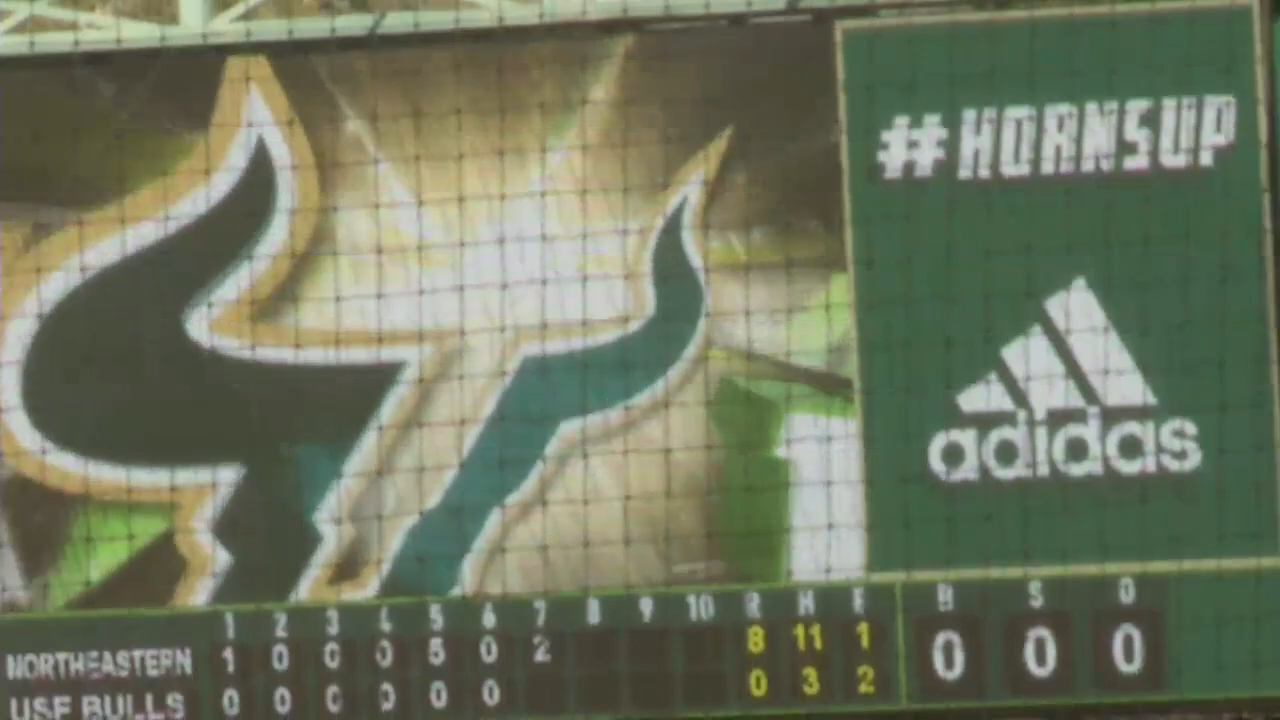 #HORNSUP
adidas
1 2 3 4 5 6 7 8 9 10 R H E B S O
NORTHEASTERN 1 0 0 0 5 0 2 8 11 1 0 0 0
USF BULLS 0 0 0 0 0 0 0 3 2